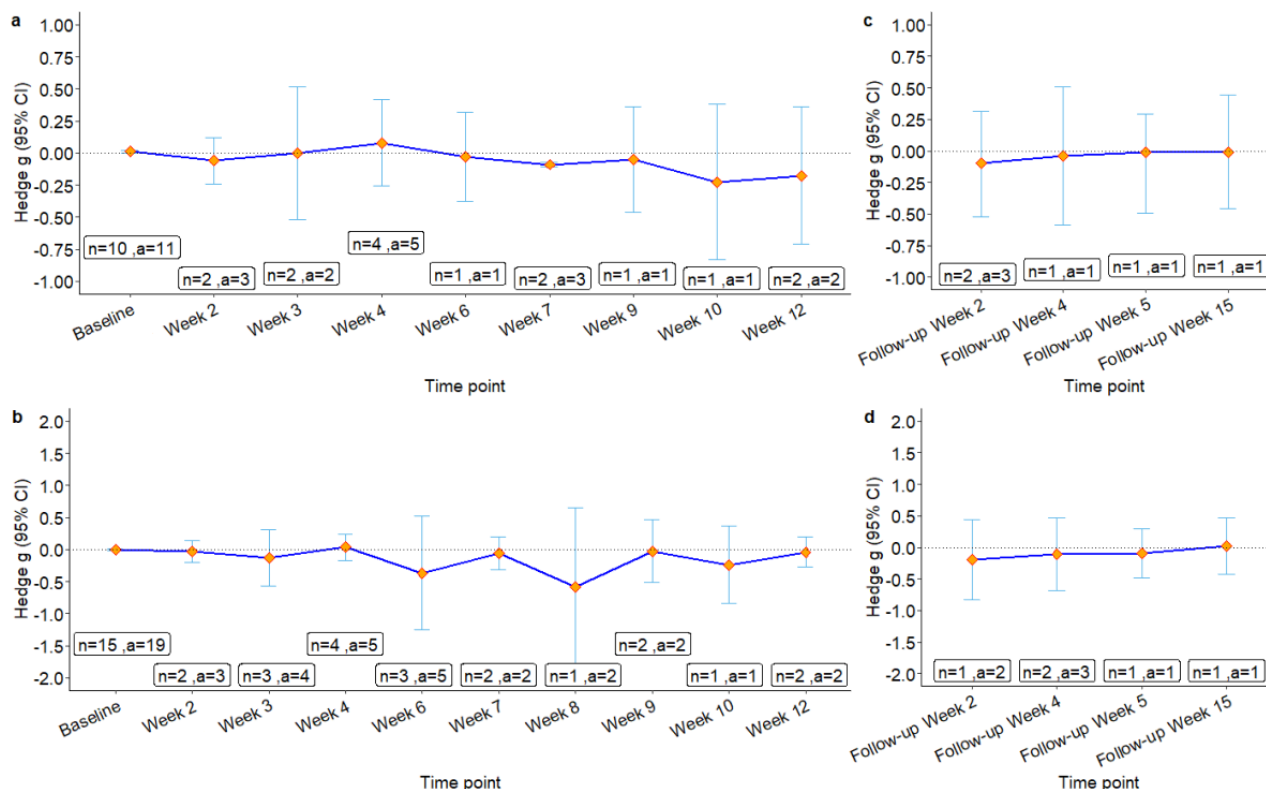 a
Hedge g (95% CI)
1.00
0.75
0.50
0.25
0.00
-0.25
-0.50
-0.75
-1.00
n=10 ,a=11
n=2 ,a=3
n=2 ,a=2
n=4 ,a=5
n=1 ,a=1
n=2 ,a=3
n=1 ,a=1
n=1 ,a=1
n=2 ,a=2
Baseline
Week 2
Week 3
Week 4
Week 6
Week 7
Week 9
Week 10
Week 12
Time point
c
Hedge g (95% CI)
1.00
0.75
0.50
0.25
0.00
-0.25
-0.50
-0.75
-1.00
n=2 ,a=3
n=1 ,a=1
n=1 ,a=1
n=1 ,a=1
Follow-up Week 2
Follow-up Week 4
Follow-up Week 5
Follow-up Week 15
Time point
b
Hedge g (95% CI)
2.0
1.5
1.0
0.5
0.0
-0.5
-1.0
-1.5
-2.0
n=15 ,a=19
n=2 ,a=3
n=3 ,a=4
n=4 ,a=5
n=3 ,a=5
n=2 ,a=2
n=1 ,a=2
n=2 ,a=2
n=1 ,a=1
n=2 ,a=2
Baseline
Week 2
Week 3
Week 4
Week 6
Week 7
Week 8
Week 9
Week 10
Week 12
Time point
d
Hedge g (95% CI)
2.0
1.5
1.0
0.5
0.0
-0.5
-1.0
-1.5
-2.0
n=1 ,a=2
n=2 ,a=3
n=1 ,a=1
n=1 ,a=1
Follow-up Week 2
Follow-up Week 4
Follow-up Week 5
Follow-up Week 15
Time point